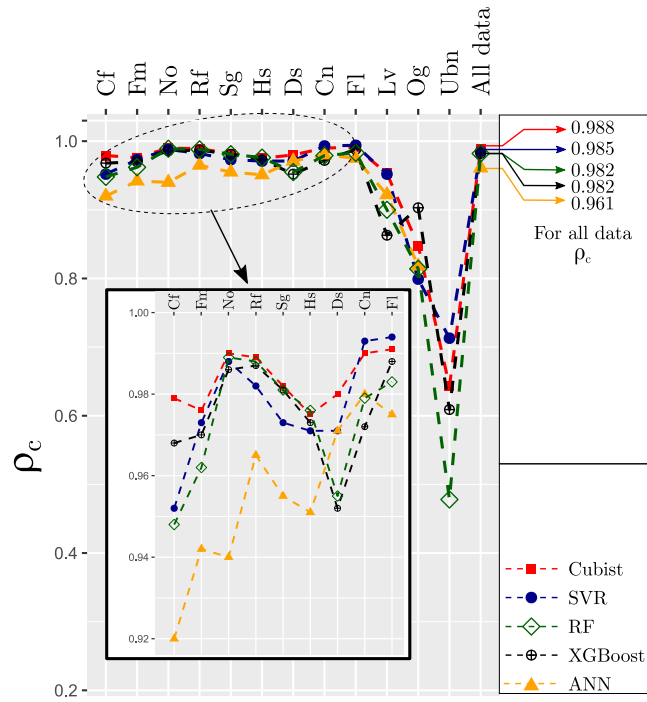 Cf Fm No Rf Sg Hs Ds Cn Fl Lv Og Ubn All data
1.0
0.8
0.6
0.4
0.2
ρc
0.988
0.985
0.982
0.982
0.961
For all data
ρc
Cf Fm No Rf Sg Hs Ds Cn Fl
1.00
0.98
0.96
0.94
0.92
Cubist
SVR
RF
XGBoost
ANN